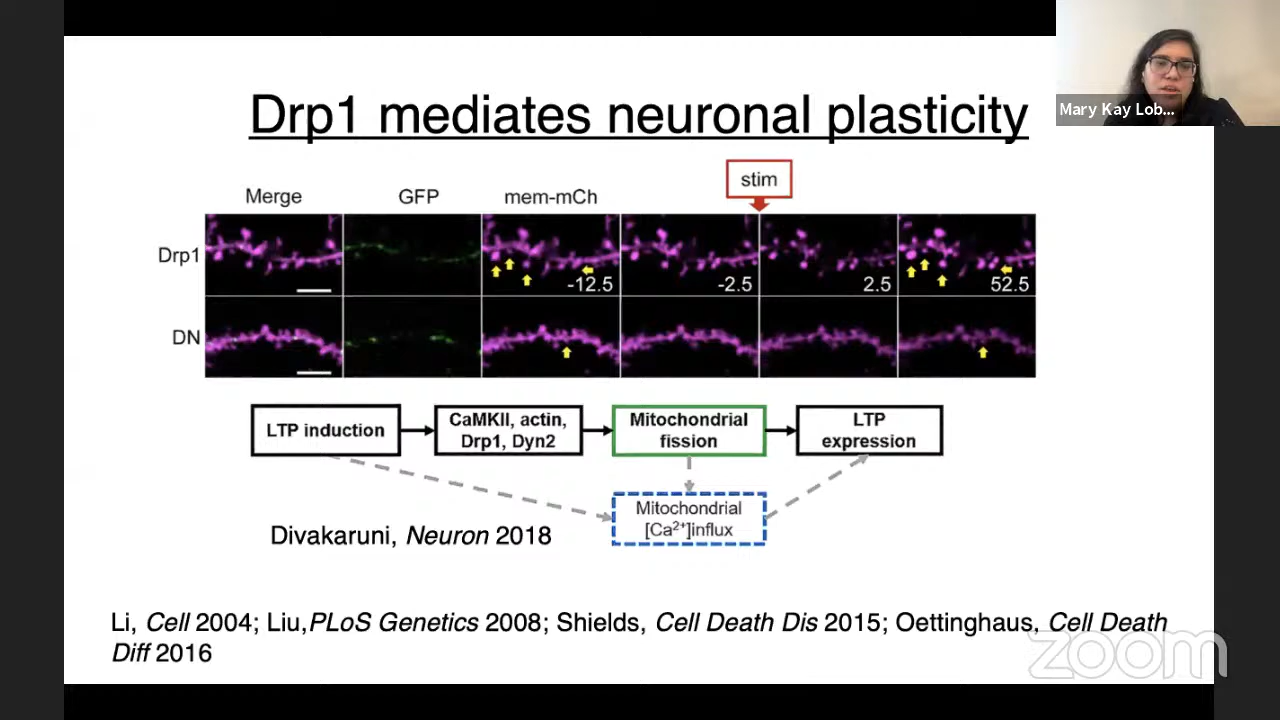 Mary Kay Lob...
Drp1 mediates neuronal plasticity
stim
Merge GFP mem-mCh
Drp1
-12.5 -2.5 2.5 52.5
DN
LTP induction
CaMKII, actin,
Drp1, Dyn2
Mitochondrial
fission
LTP
expression
Mitochondrial
[Ca²⁺]influx
Divakaruni, Neuron 2018
Li, Cell 2004; Liu,PLoS Genetics 2008; Shields, Cell Death Dis 2015; Oettinghaus, Cell Death
Diff 2016
zoom